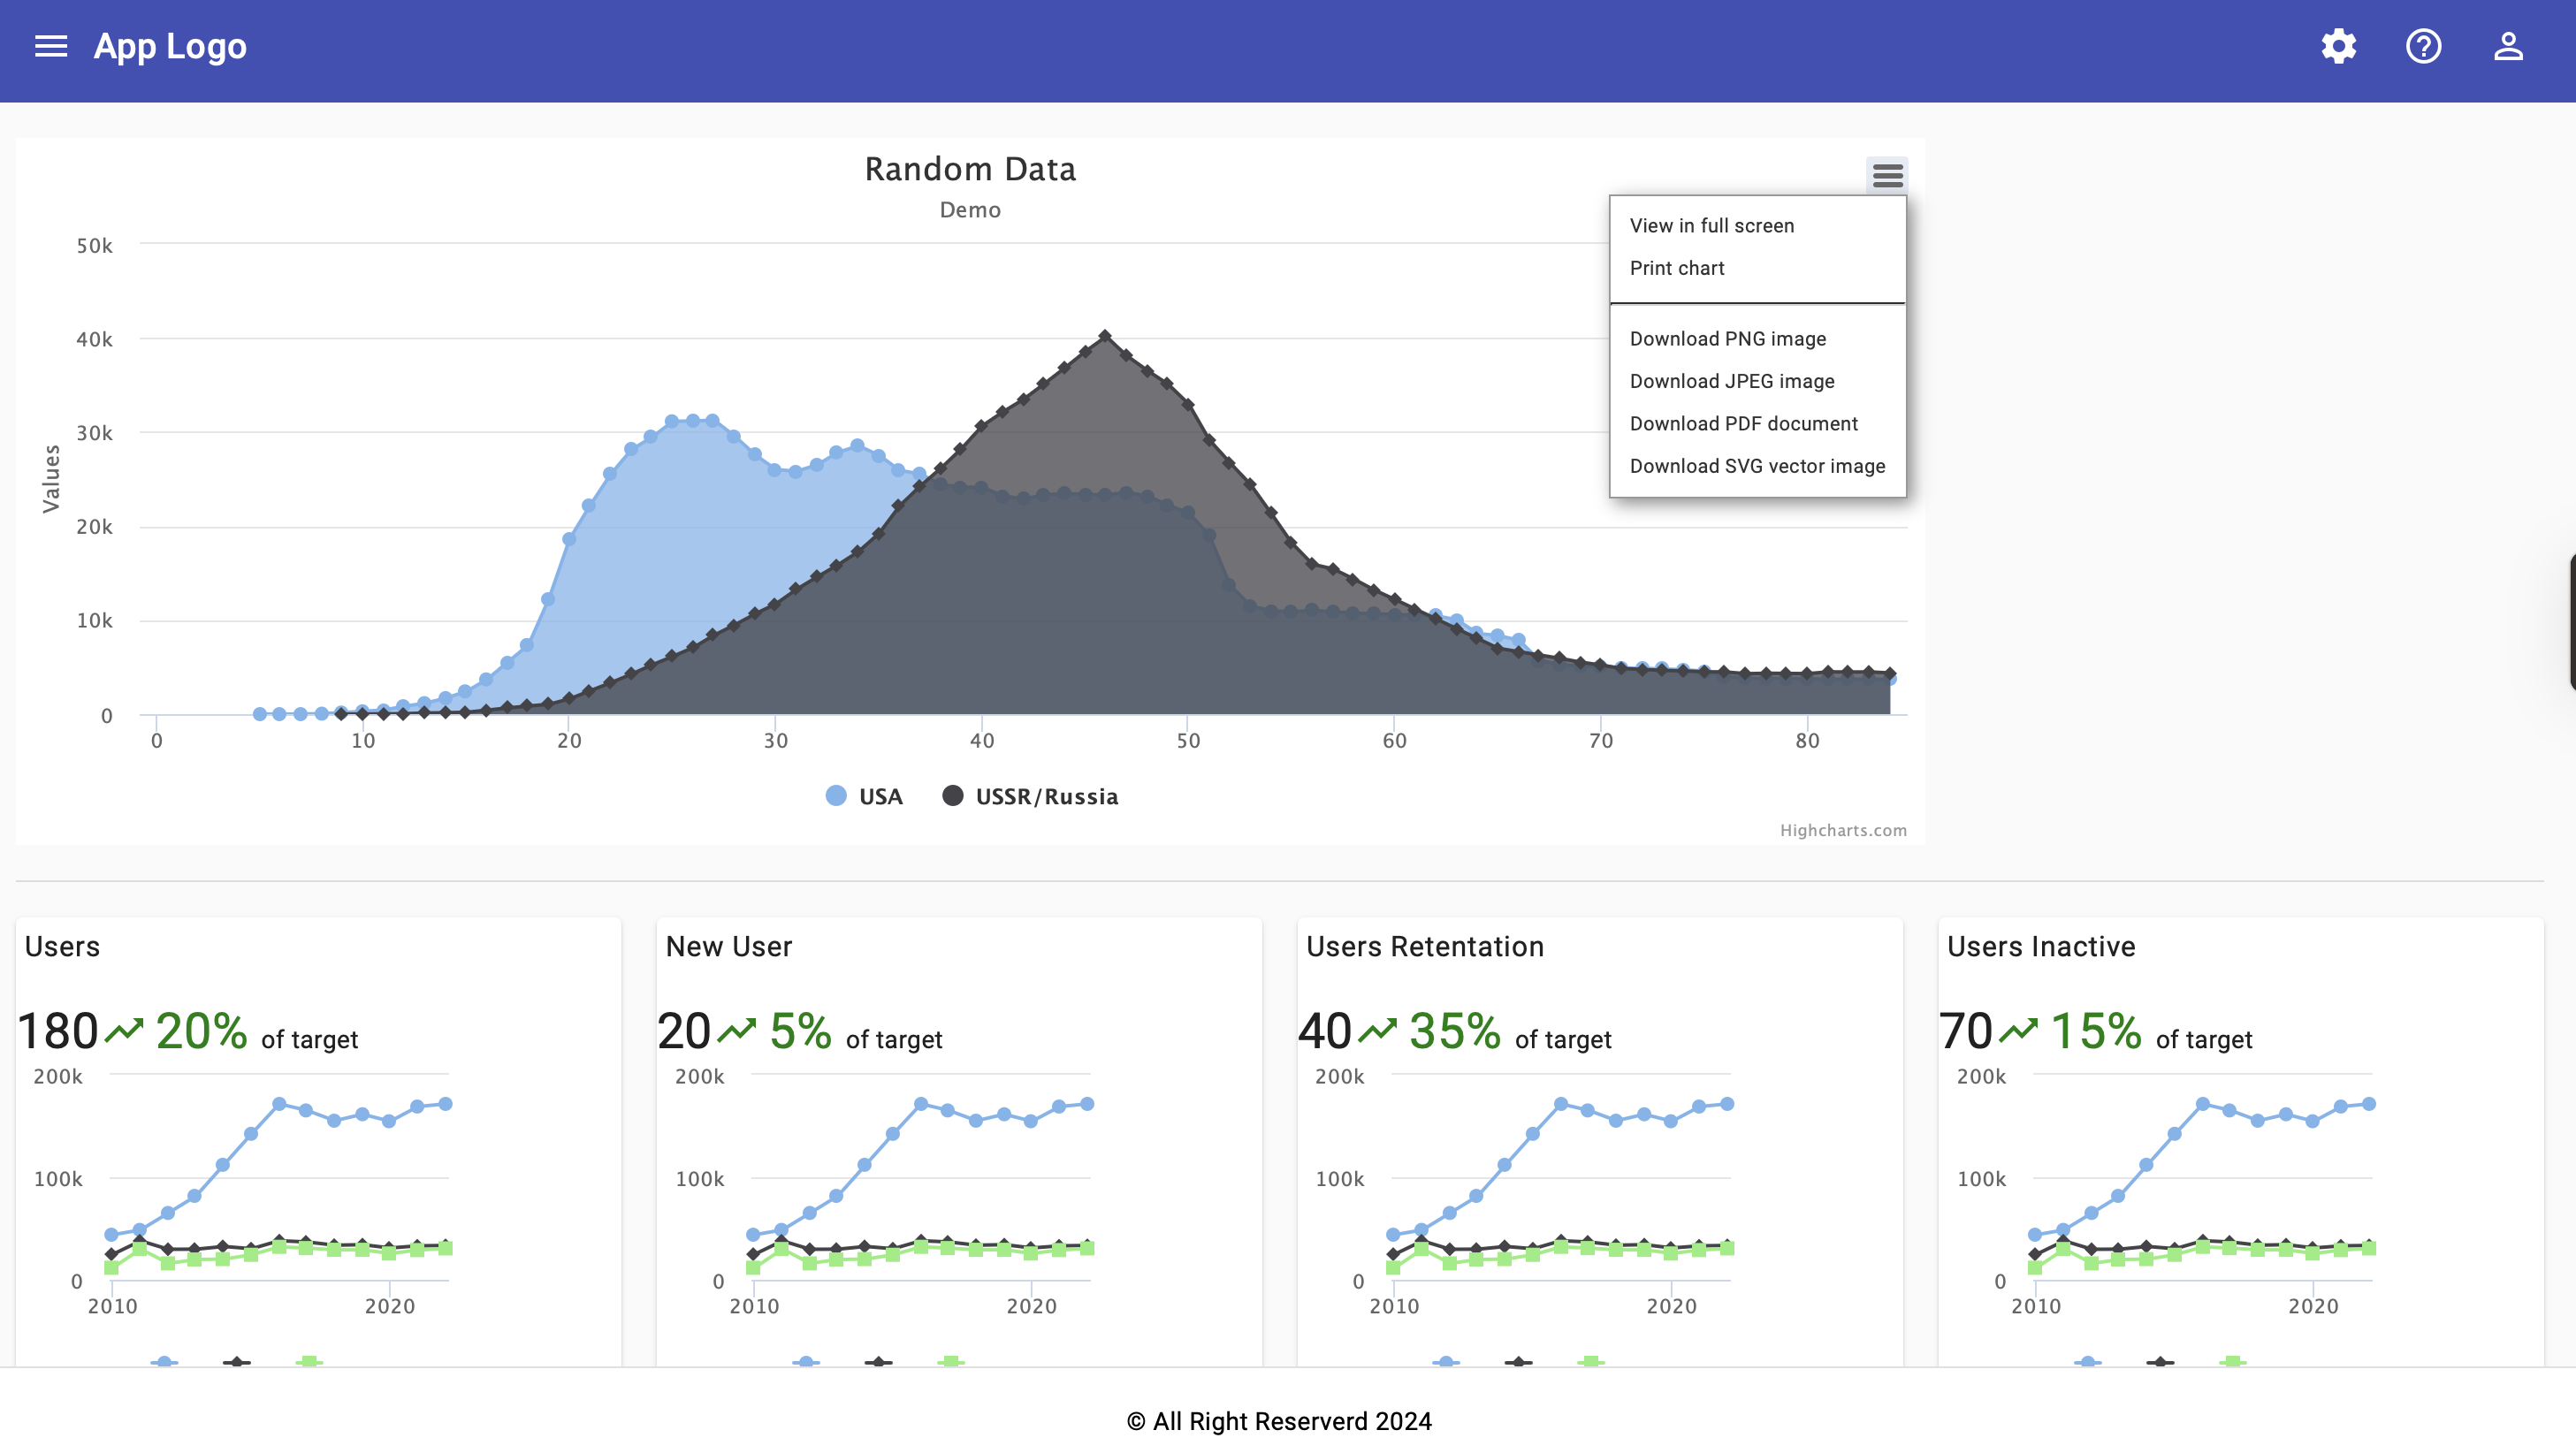 App Logo
Random Data
Demo
View in full screen
Print chart
Download PNG image
Download JPEG image
Download PDF document
Download SVG vector image
Values
50k
40k
30k
20k
10k
0
0 10 20 30 40 50 60 70 80
USA USSR/Russia
Highcharts.com
Users
180 20% of target
200k
100k
0
2010 2020
New User
20 5% of target
200k
100k
0
2010 2020
Users Retentation
40 35% of target
200k
100k
0
2010 2020
Users Inactive
70 15% of target
200k
100k
0
2010 2020
© All Right Reserverd 2024